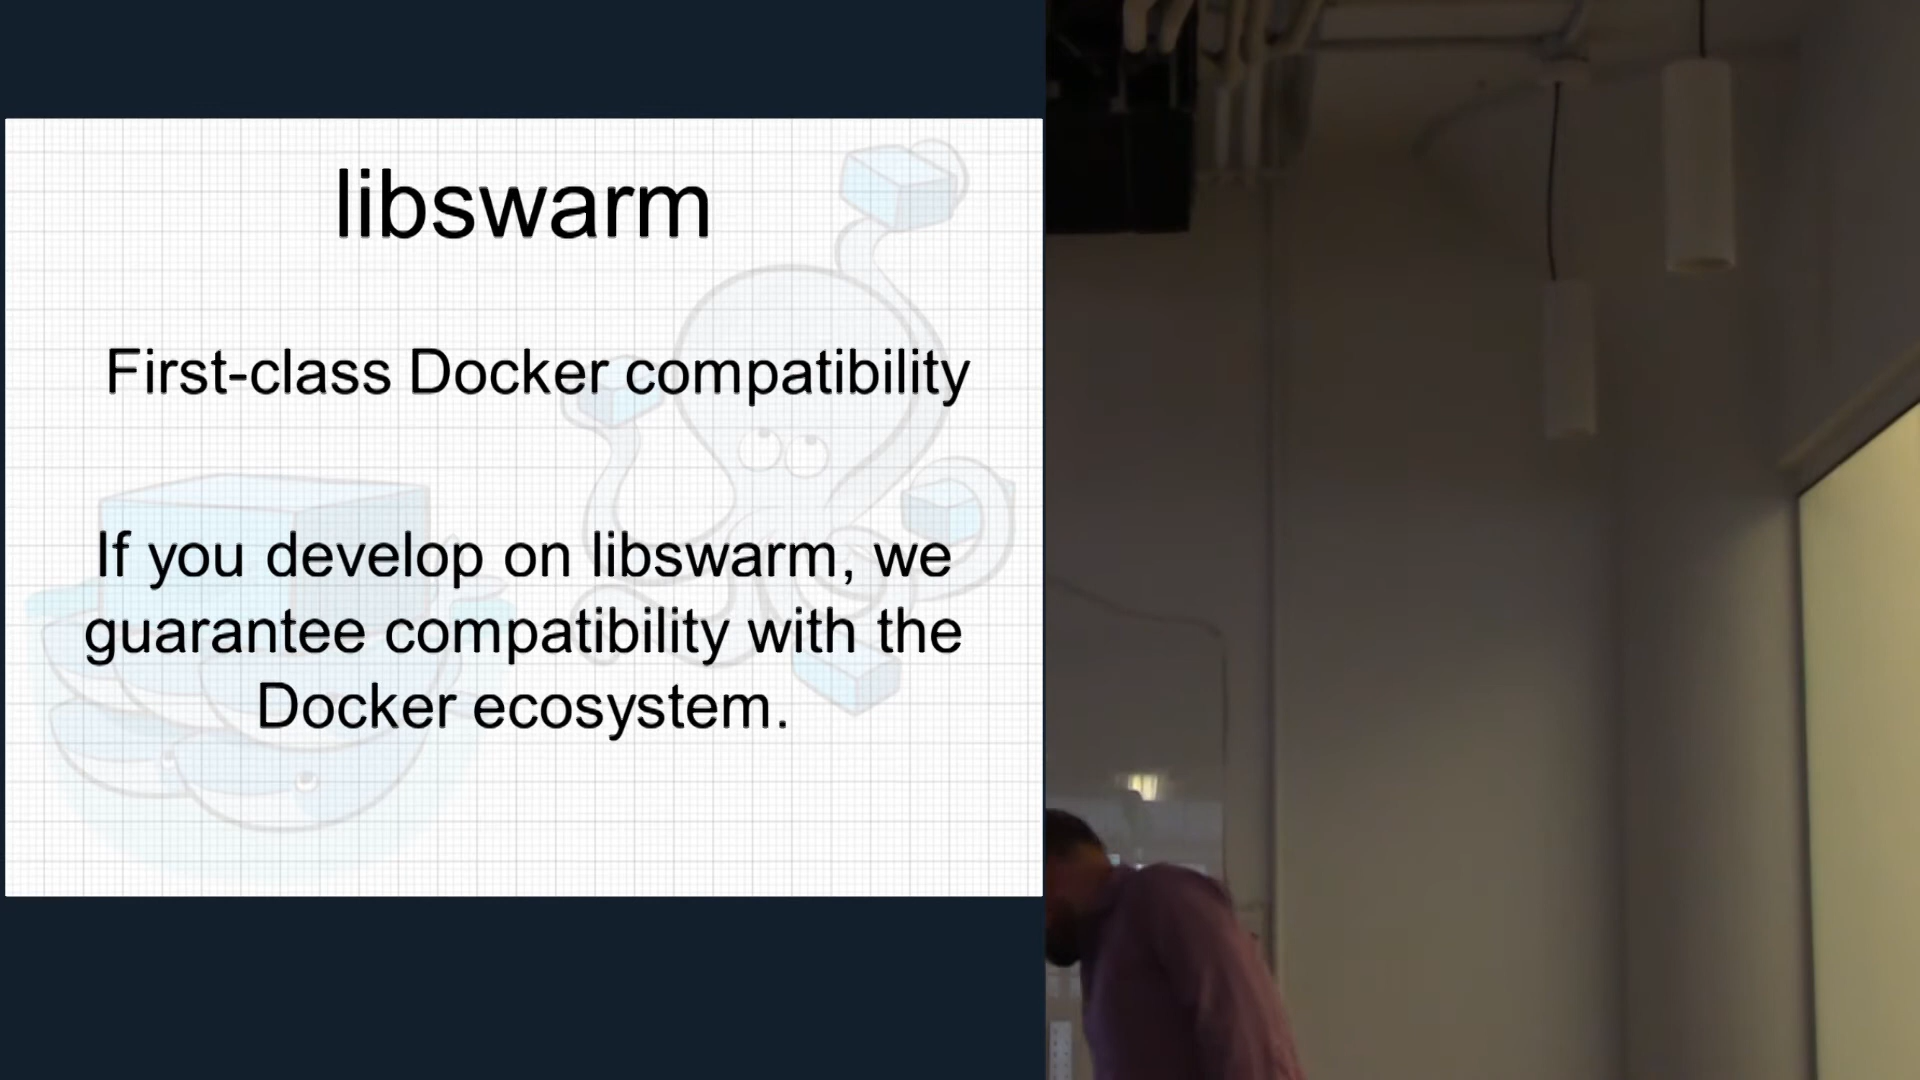 libswarm
First-class Docker compatibility
If you develop on libswarm, we
guarantee compatibility with the
Docker ecosystem.